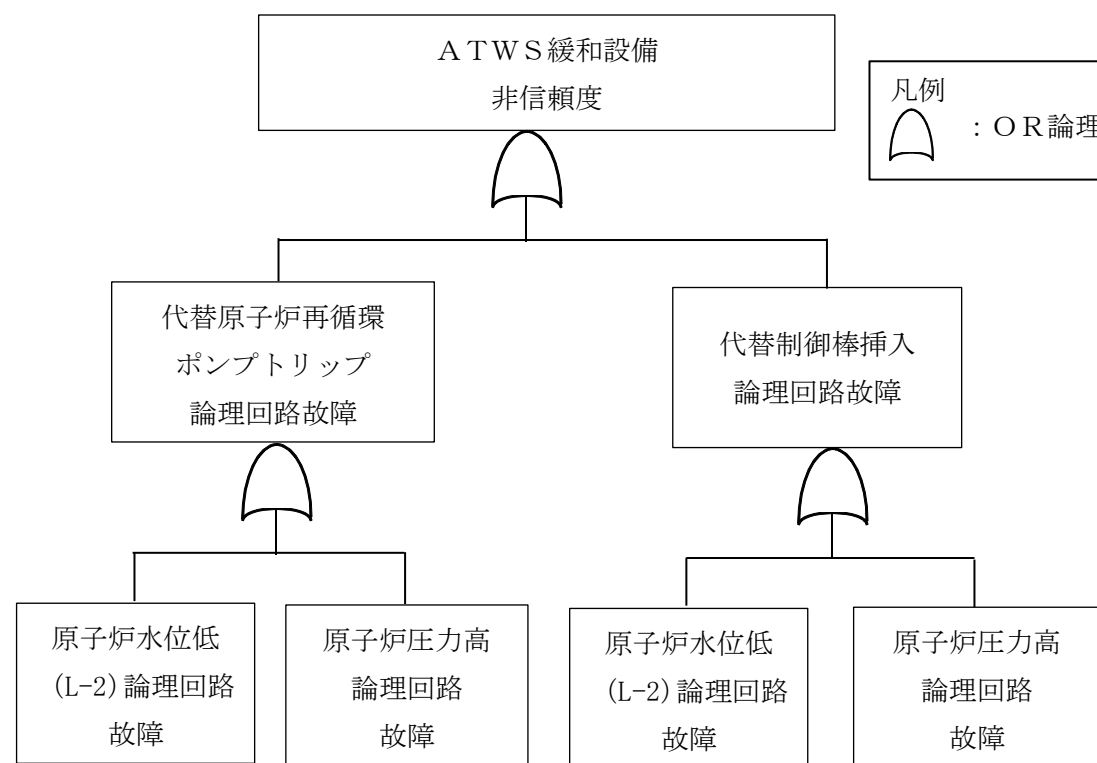 ＡＴＷＳ緩和設備
非信頼度
凡例
：ＯＲ論理
代替原子炉再循環
ポンプトリップ
論理回路故障
代替制御棒挿入
論理回路故障
原子炉水位低
(L-2)論理回路
故障
原子炉圧力高
論理回路
故障
原子炉水位低
(L-2)論理回路
故障
原子炉圧力高
論理回路
故障